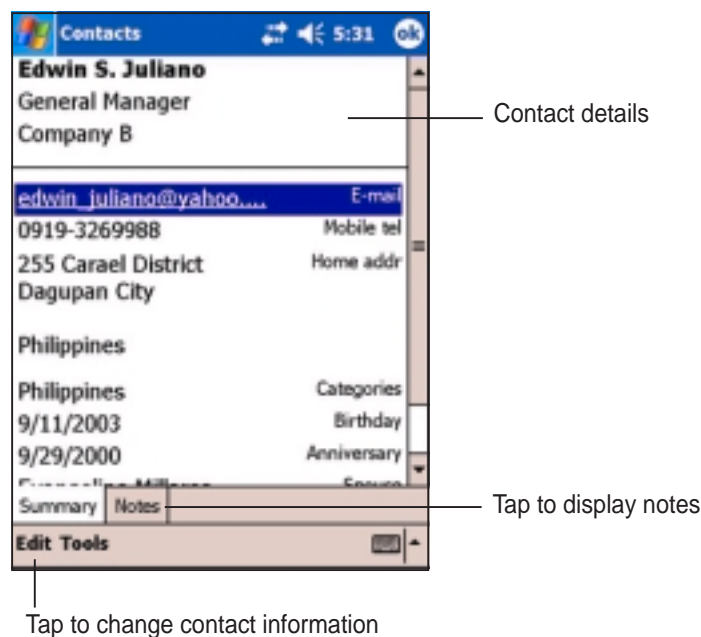 Contacts 5:31 ok
Edwin S. Juliano
General Manager
Company B
Contact details
edwin_juliano@yahoo.... E-mail
0919-3269988 Mobile tel
255 Carael District Home addr
Dagupan City
Philippines
Philippines Categories
9/11/2003 Birthday
9/29/2000 Anniversary
Spouse
Summary Notes
Tap to display notes
Edit Tools
Tap to change contact information